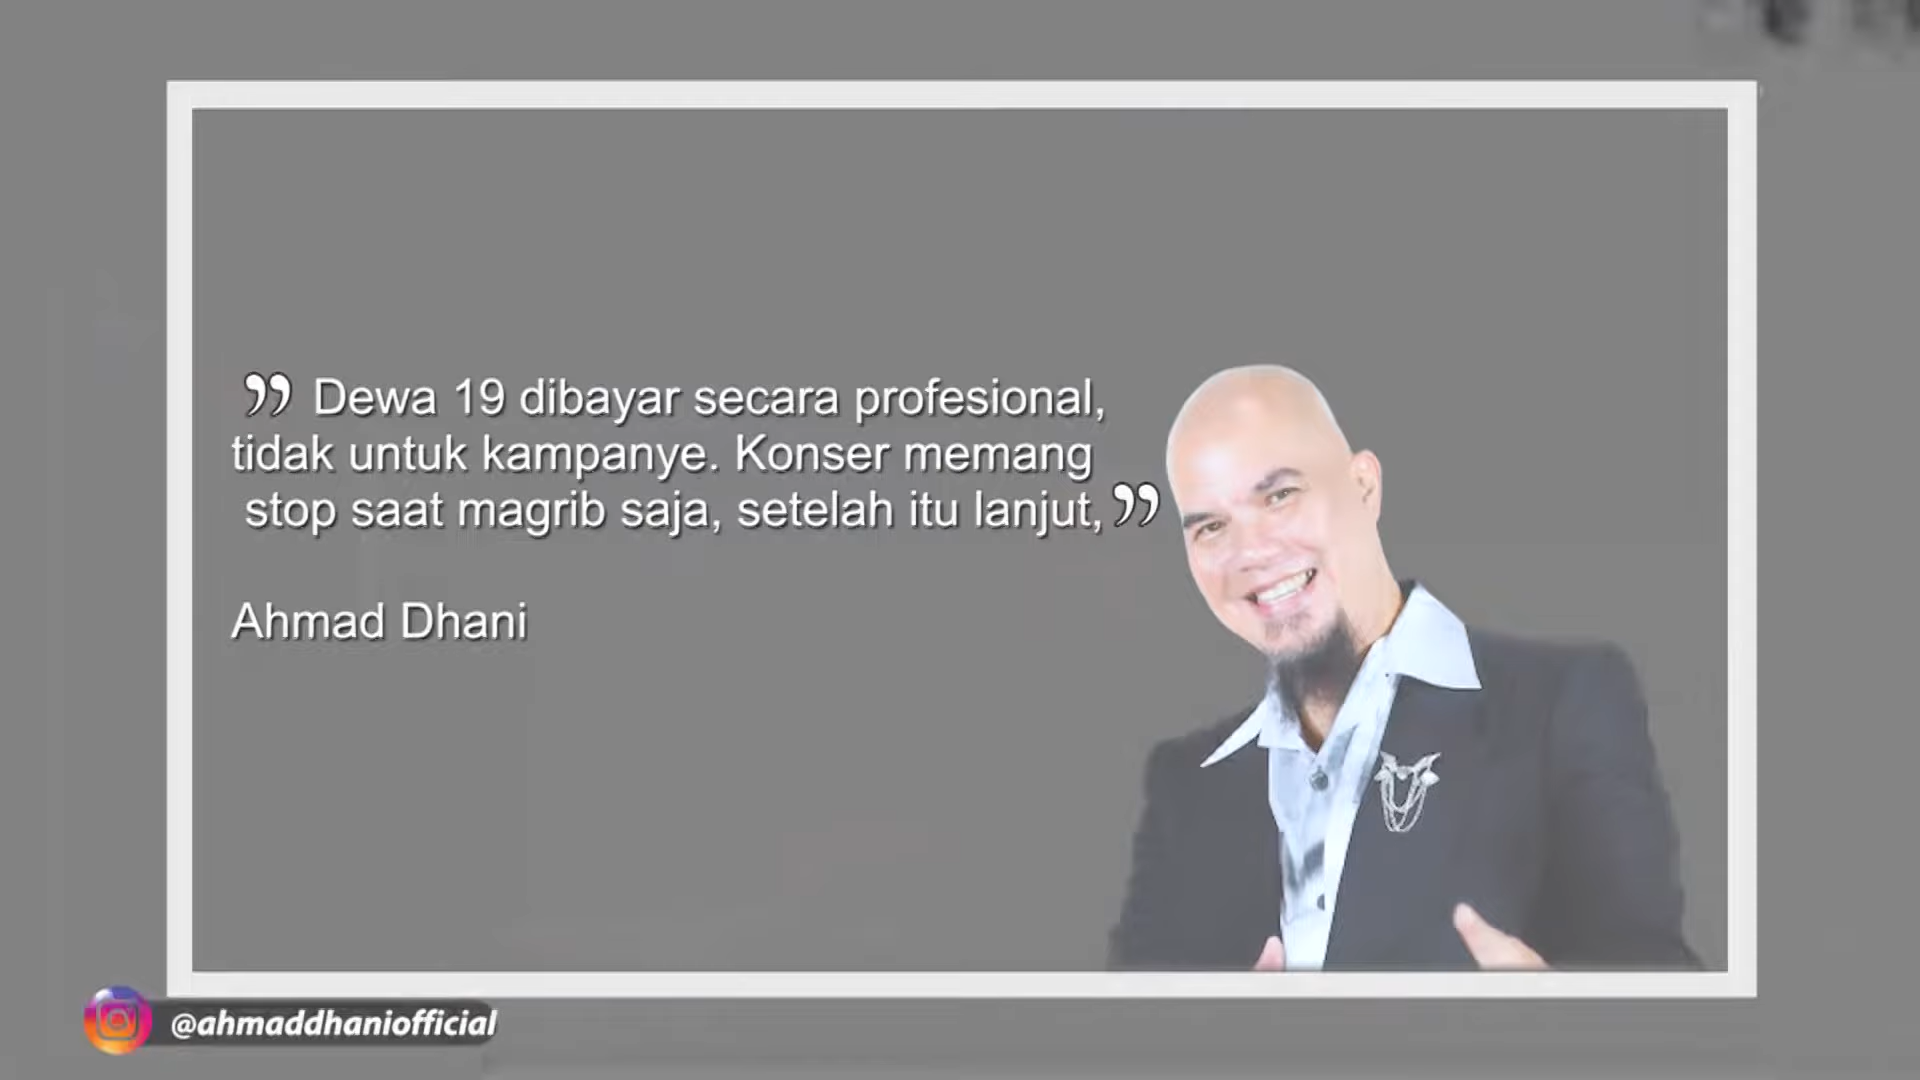 ” Dewa 19 dibayar secara profesional,
tidak untuk kampanye. Konser memang
stop saat magrib saja, setelah itu lanjut,”
Ahmad Dhani
@ahmaddhaniofficial